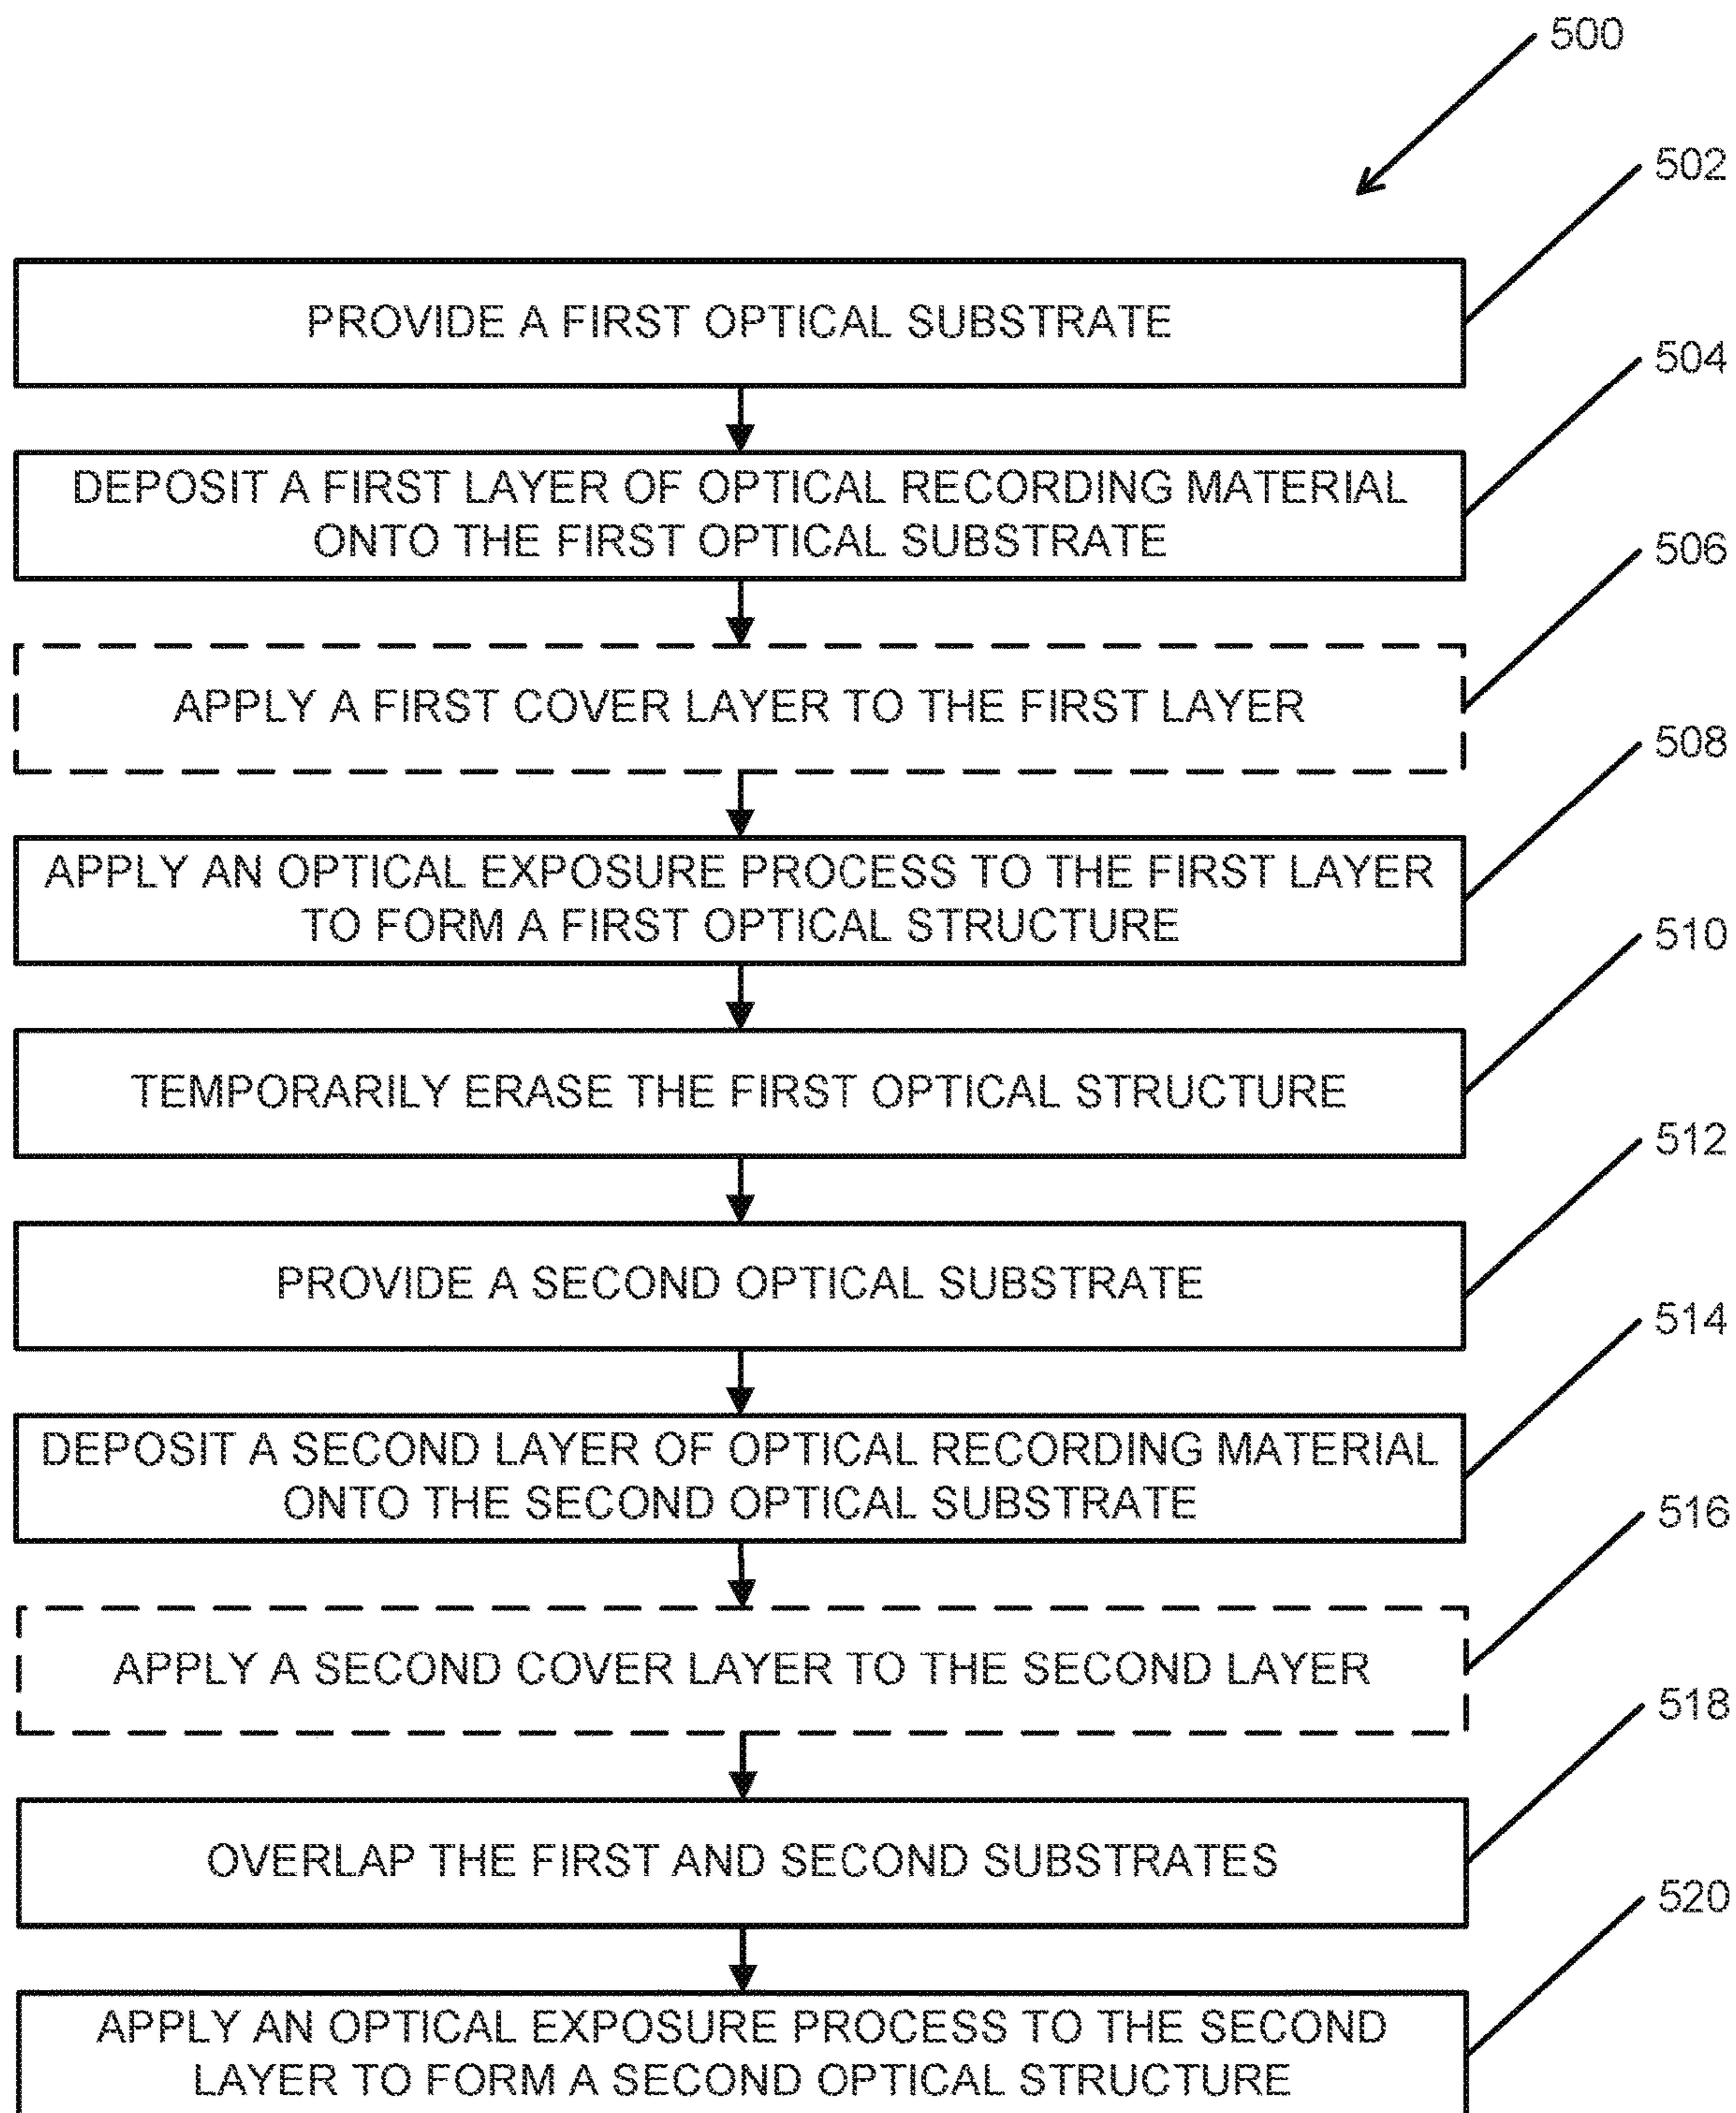 500
502
PROVIDE A FIRST OPTICAL SUBSTRATE
504
DEPOSIT A FIRST LAYER OF OPTICAL RECORDING MATERIAL
ONTO THE FIRST OPTICAL SUBSTRATE
506
APPLY A FIRST COVER LAYER TO THE FIRST LAYER
508
APPLY AN OPTICAL EXPOSURE PROCESS TO THE FIRST LAYER
TO FORM A FIRST OPTICAL STRUCTURE
510
TEMPORARILY ERASE THE FIRST OPTICAL STRUCTURE
512
PROVIDE A SECOND OPTICAL SUBSTRATE
514
DEPOSIT A SECOND LAYER OF OPTICAL RECORDING MATERIAL
ONTO THE SECOND OPTICAL SUBSTRATE
516
APPLY A SECOND COVER LAYER TO THE SECOND LAYER
518
OVERLAP THE FIRST AND SECOND SUBSTRATES
520
APPLY AN OPTICAL EXPOSURE PROCESS TO THE SECOND
LAYER TO FORM A SECOND OPTICAL STRUCTURE